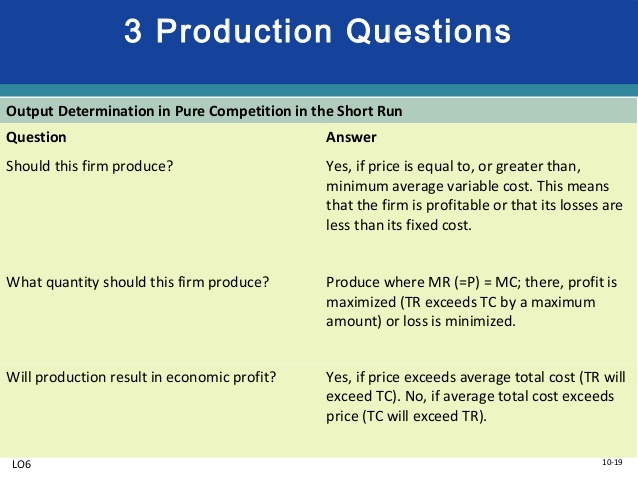 3 Production Questions
Output Determination in Pure Competition in the Short Run
Question
Answer
Should this firm produce?
Yes, if price is equal to, or greater than,
minimum average variable cost. This means
that the firm is profitable or that its losses are
less than its fixed cost.
What quantity should this firm produce?
Produce where MR (=P) = MC; there, profit is
maximized (TR exceeds TC by a maximum
amount) or loss is minimized.
Will production result in economic profit?
Yes, if price exceeds average total cost (TR will
exceed TC). No, if average total cost exceeds
price (TC will exceed TR).
LO6
10-19